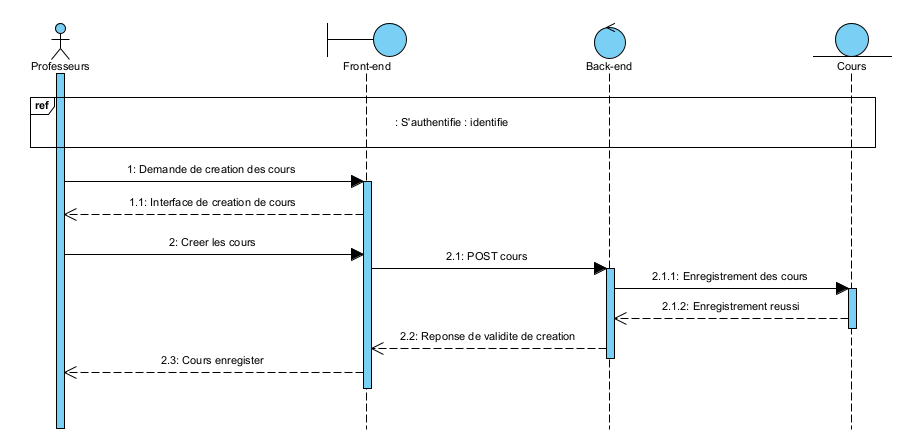 Professeurs
Front-end
Back-end
Cours
ref
: S'authentifie : identifie
1: Demande de creation des cours
1.1: Interface de creation de cours
2: Creer les cours
2.1: POST cours
2.1.1: Enregistrement des cours
2.1.2: Enregistrement reussi
2.2: Reponse de validite de creation
2.3: Cours enregister